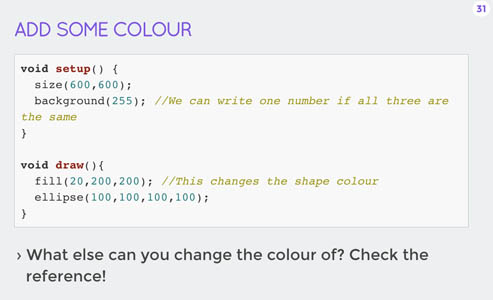 31
ADD SOME COLOUR
void setup() {
  size(600,600);
  background(255); //We can write one number if all three are
the same
}

void draw(){
  fill(20,200,200); //This changes the shape colour
  ellipse(100,100,100,100);
}
› What else can you change the colour of? Check the
reference!